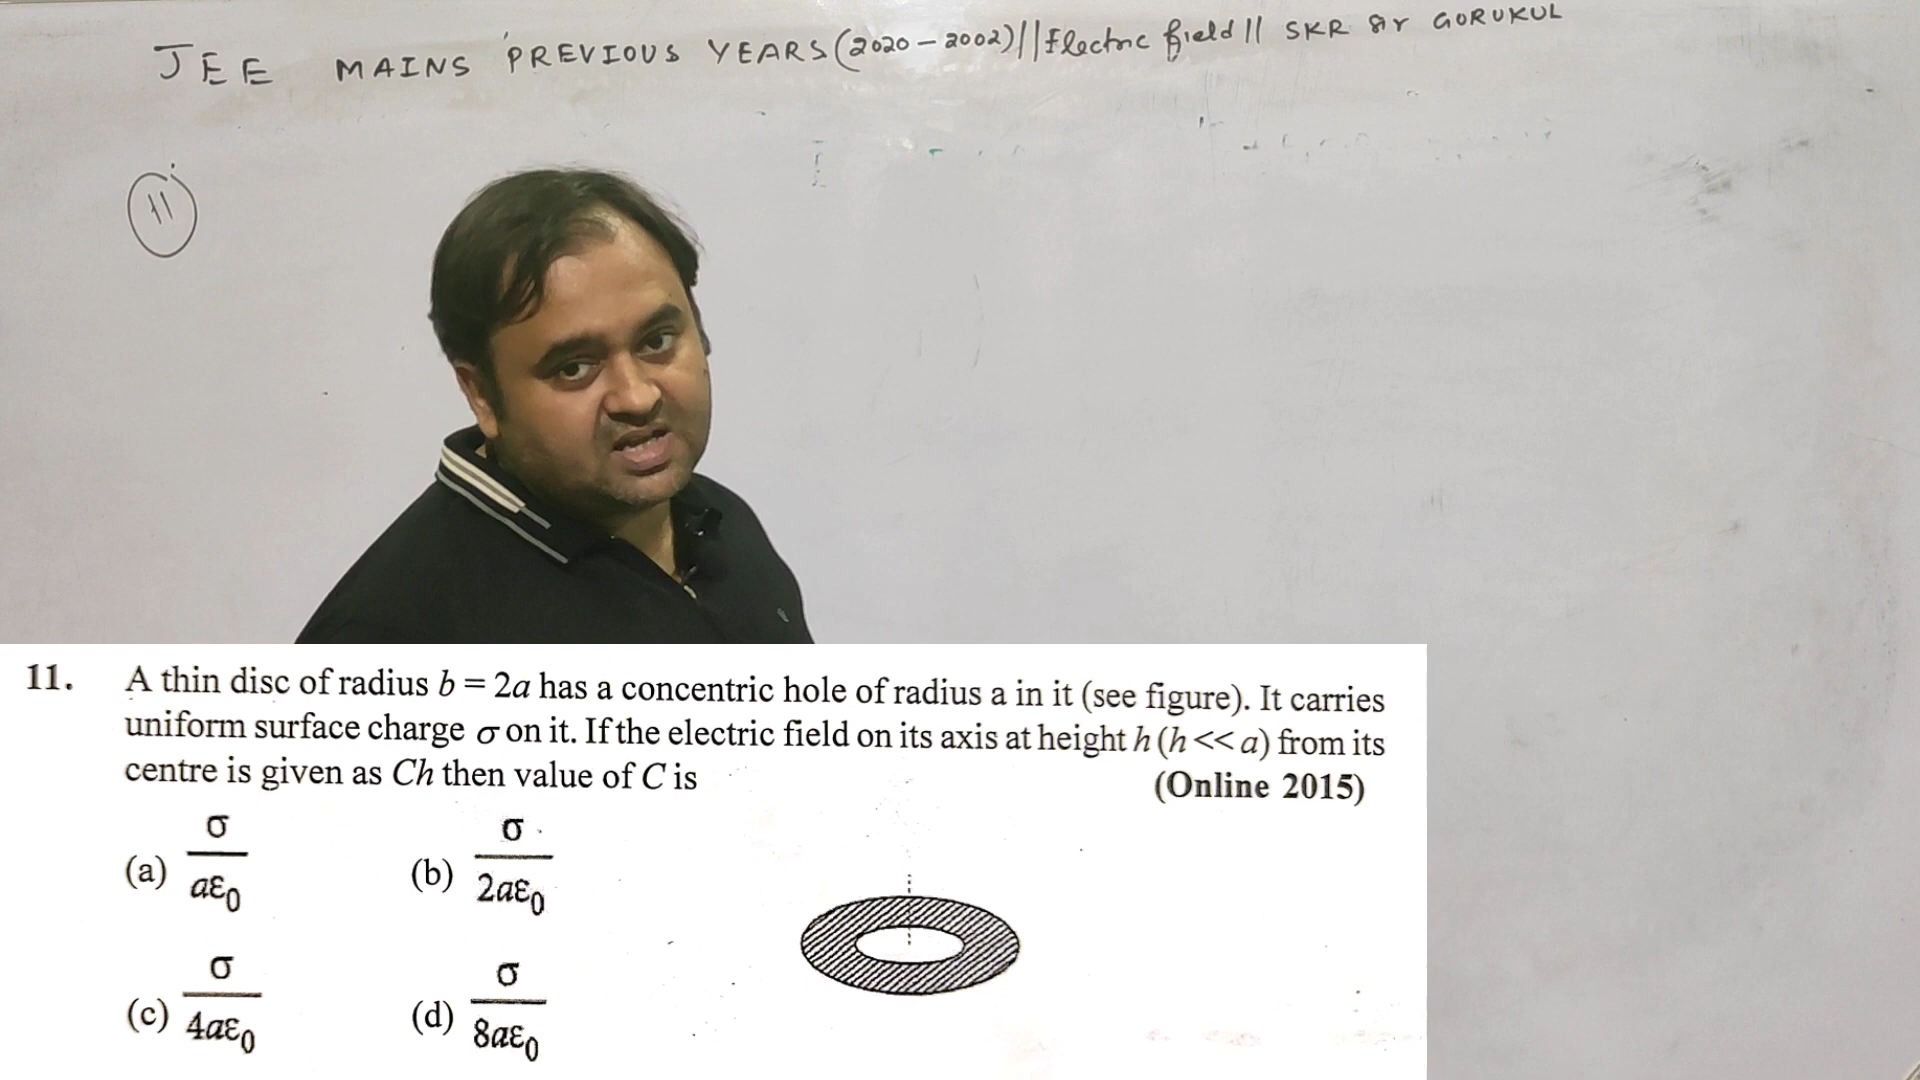 JEE MAINS PREVIOUS YEARS (2020-2002) || Electric field || SKR Sir GORUKUL
11
11. A thin disc of radius b = 2a has a concentric hole of radius a in it (see figure). It carries
uniform surface charge σ on it. If the electric field on its axis at height h (h << a) from its
centre is given as Ch then value of C is (Online 2015)
(a) σ/aε₀ (b) σ/2aε₀
(c) σ/4aε₀ (d) σ/8aε₀